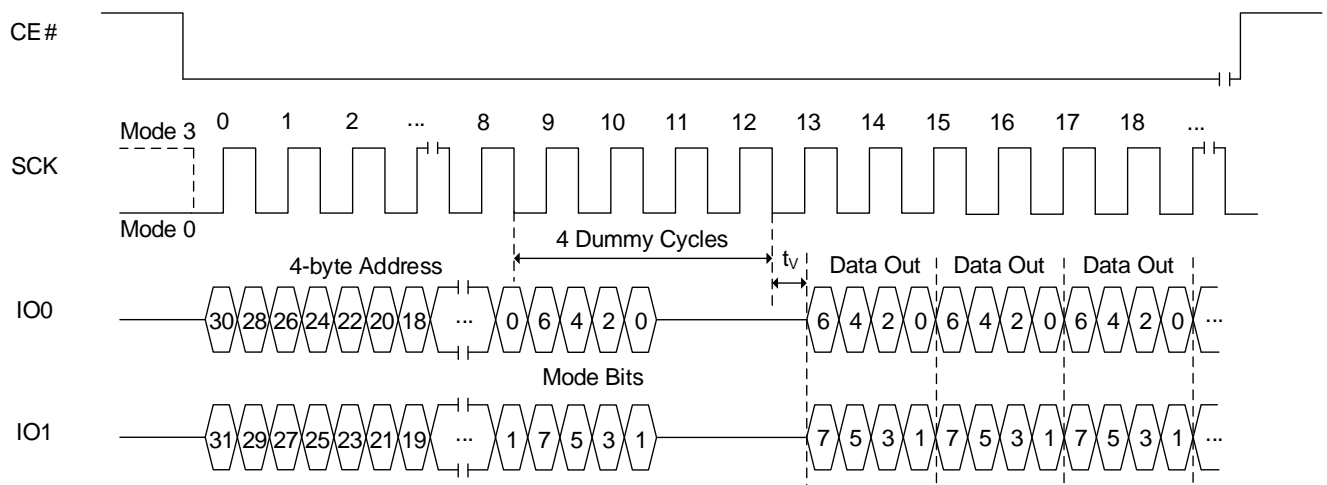 CE#
0 1 2 ... 8 9 10 11 12 13 14 15 16 17 18 ...
Mode 3
SCK
Mode 0
4 Dummy Cycles
4-byte Address tV Data Out Data Out Data Out
IO0 30 28 26 24 22 20 18 ... 0 6 4 2 0 6 4 2 0 6 4 2 0 6 4 2 0 ...
Mode Bits
IO1 31 29 27 25 23 21 19 ... 1 7 5 3 1 7 5 3 1 7 5 3 1 7 5 3 1 ...